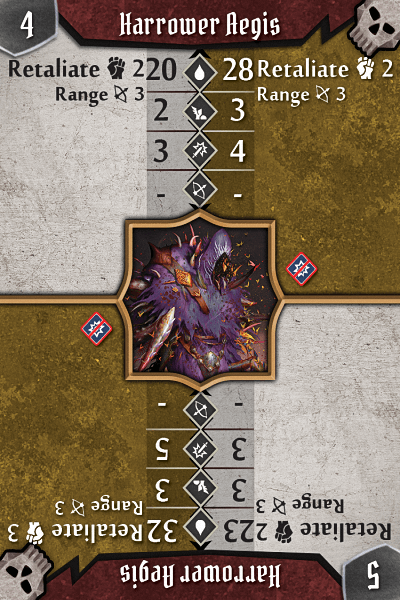 4
Harrower Aegis
Retaliate 2 20 28 Retaliate 2
Range 3 Range 3
2 3
3 4
- -
5
Harrower Aegis
Retaliate 3 22 32 Retaliate 3
Range 3 Range 3
3 3
3 5
- -